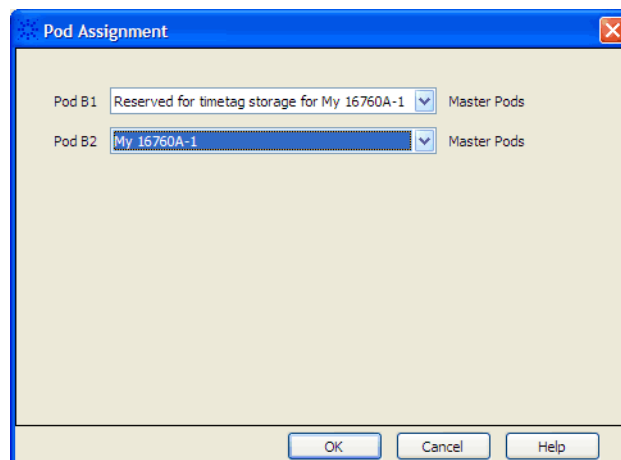 Pod Assignment
Pod B1 Reserved for timetag storage for My 16760A-1 Master Pods
Pod B2 My 16760A-1 Master Pods
OK Cancel Help